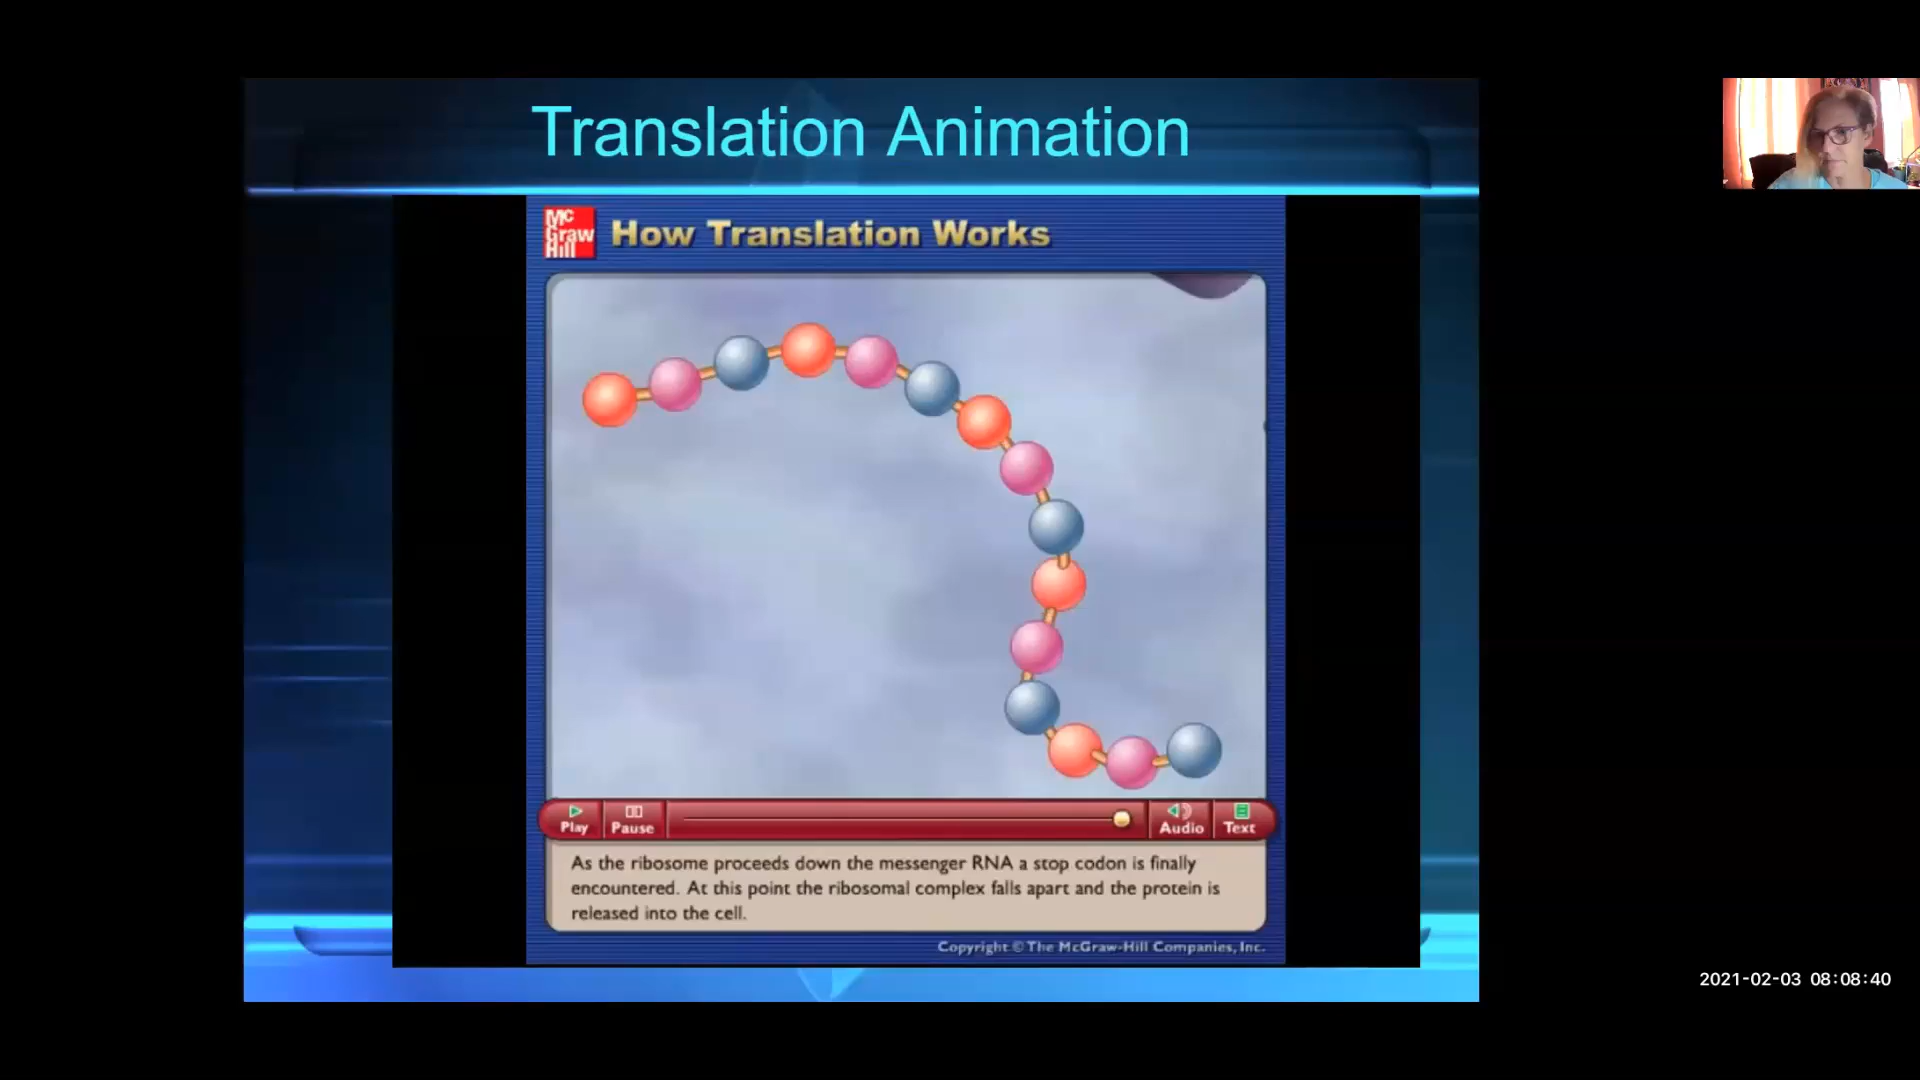 Translation Animation
Mc
Graw
Hill
How Translation Works
Play
Pause
Audio
Text
As the ribosome proceeds down the messenger RNA a stop codon is finally
encountered. At this point the ribosomal complex falls apart and the protein is
released into the cell.
Copyright © The McGraw-Hill Companies, Inc.
2021-02-03 08:08:40